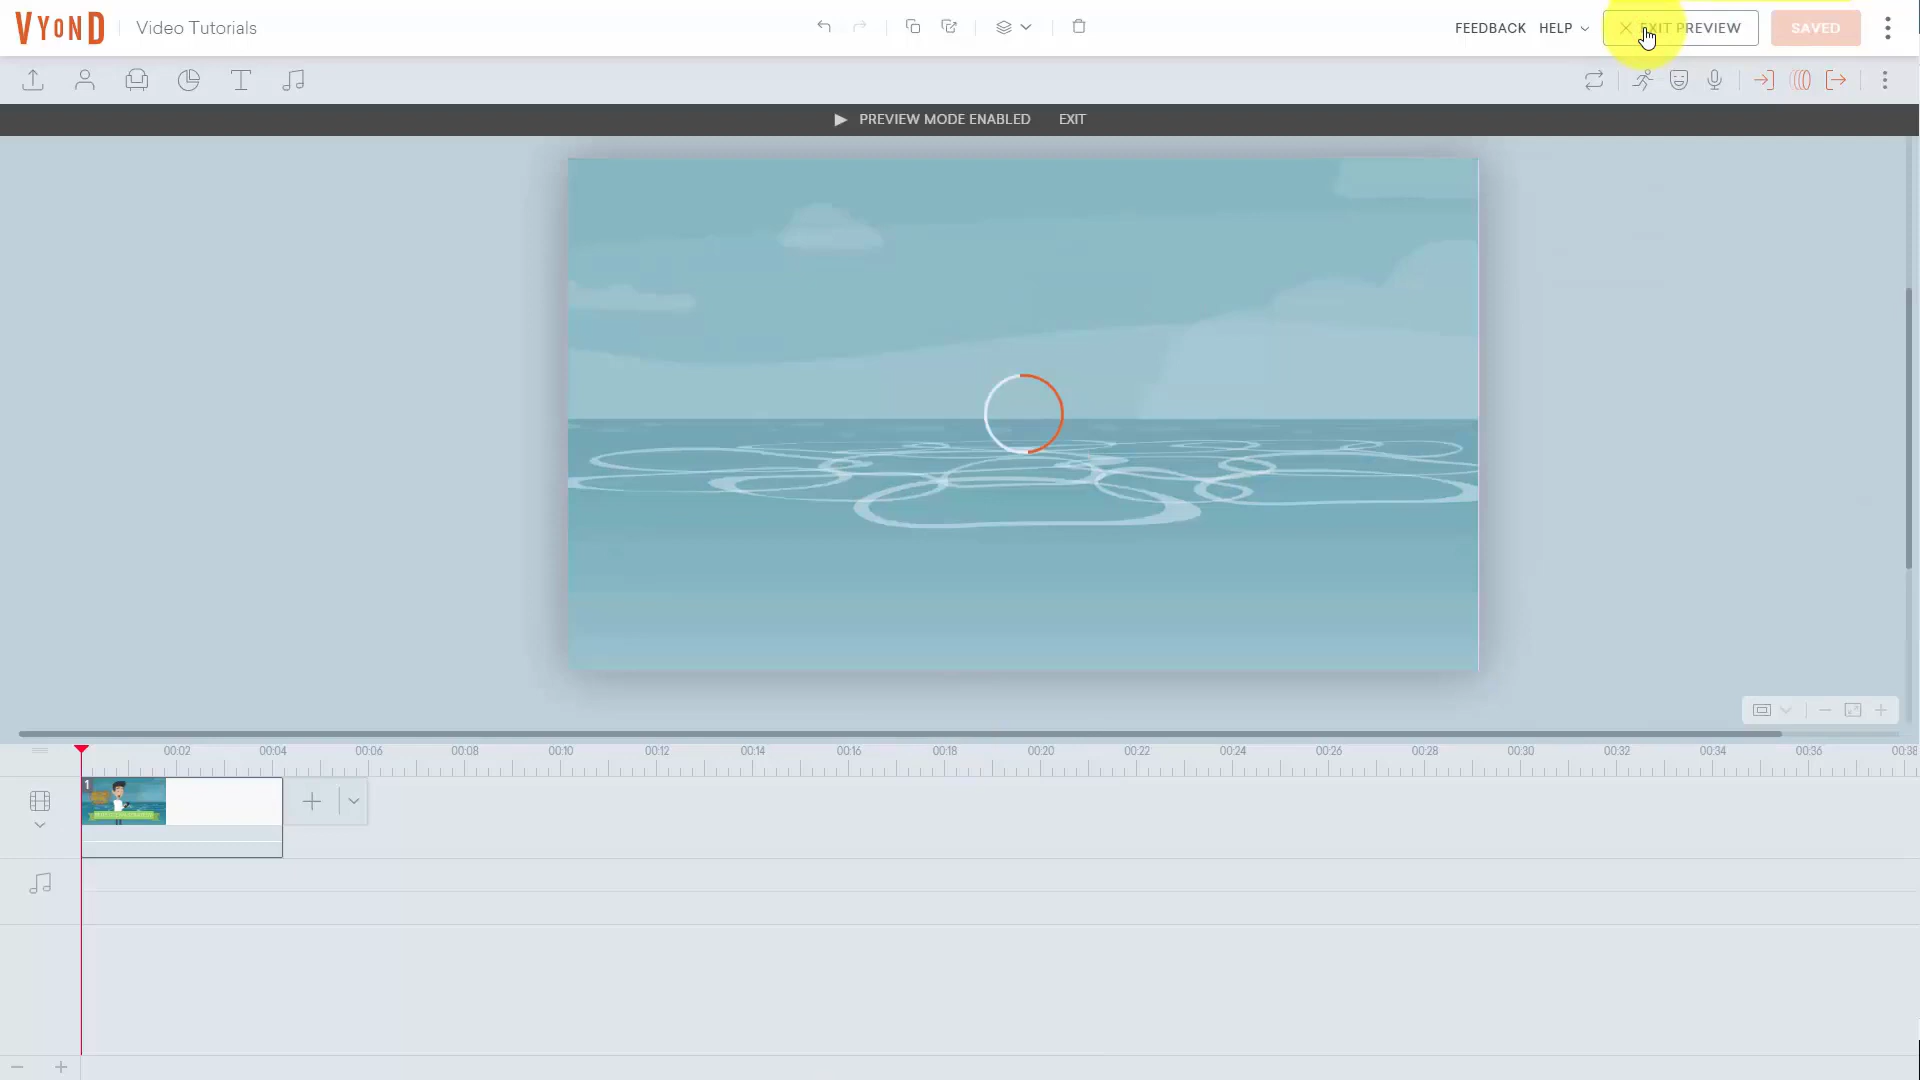 VYOND
Video Tutorials
FEEDBACK HELP EXIT PREVIEW SAVED
PREVIEW MODE ENABLED EXIT
00:02 00:04 00:06 00:08 00:10 00:12 00:14 00:16 00:18 00:20 00:22 00:24 00:26 00:28 00:30 00:32 00:34 00:36 00:38
1